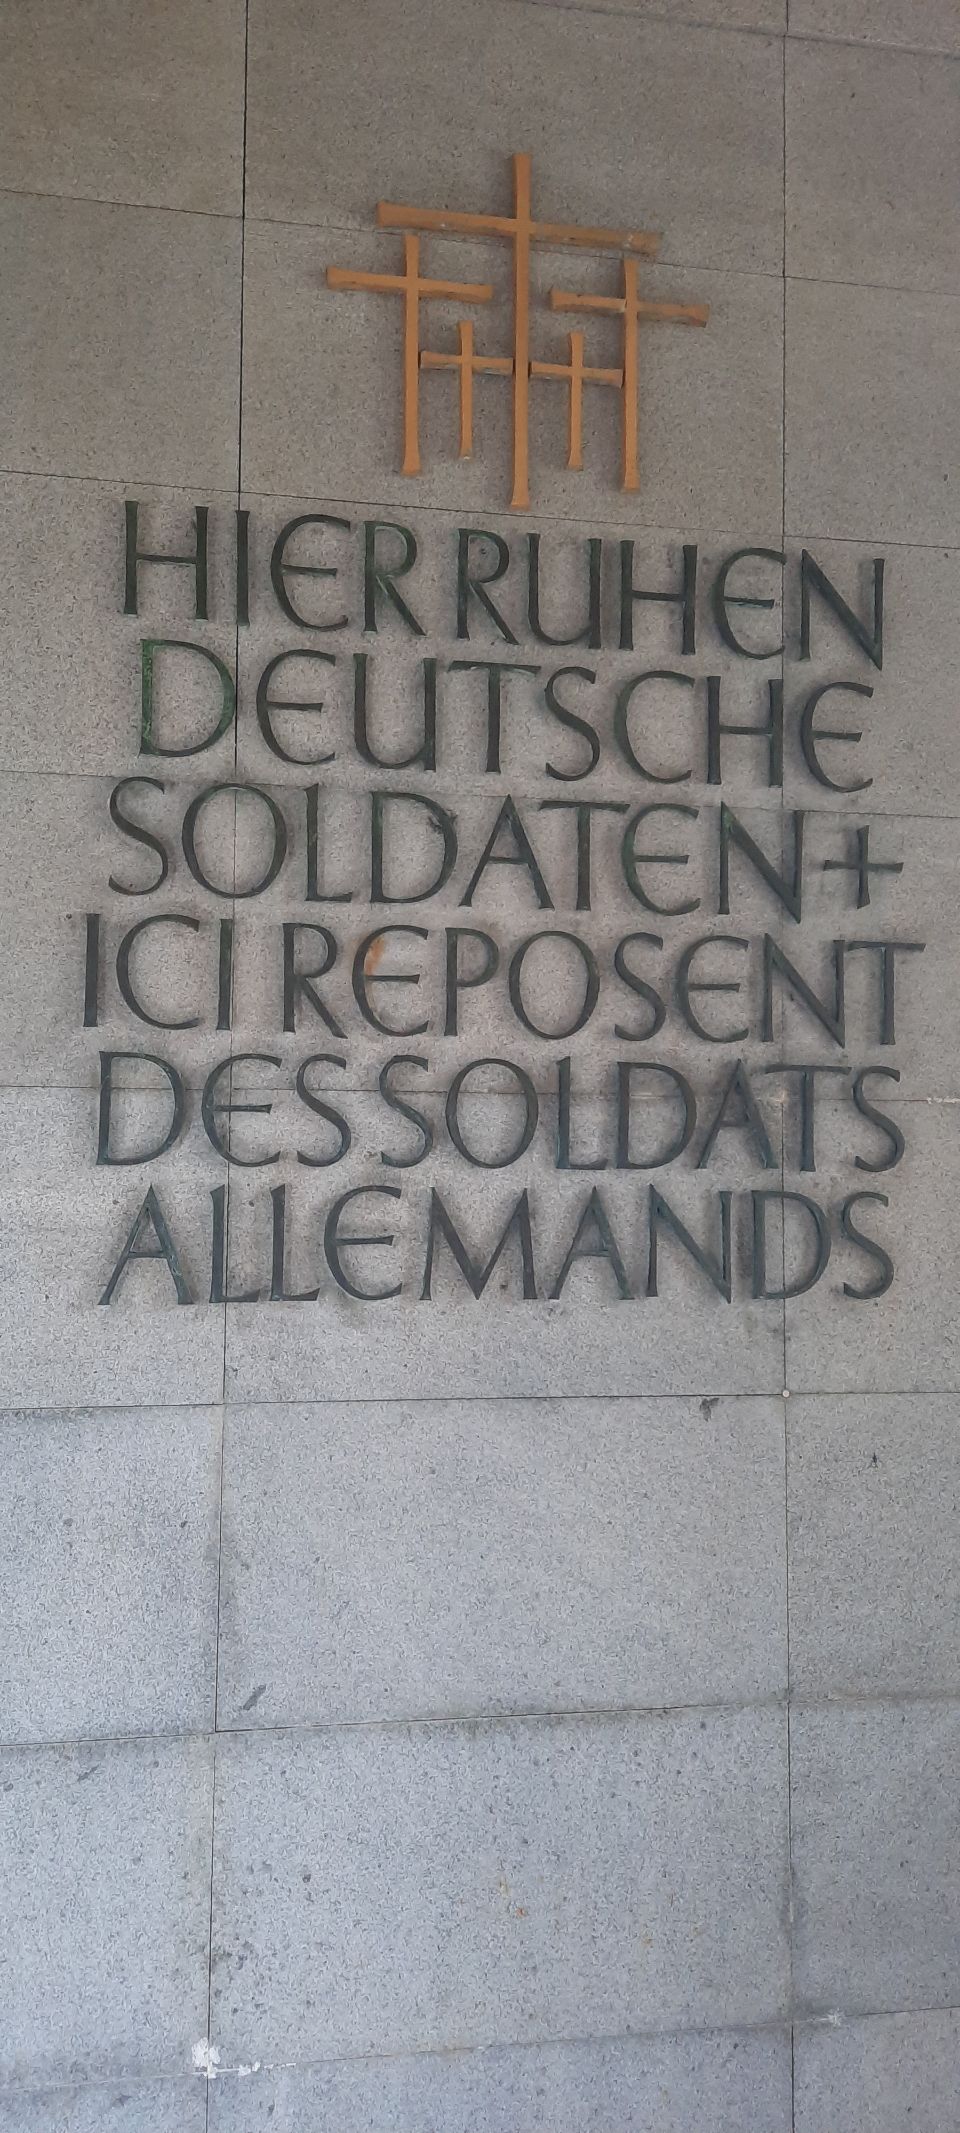 HIER RUHEN
DEUTSCHE
SOLDATEN +
ICI REPOSENT
DES SOLDATS
ALLEMANDS